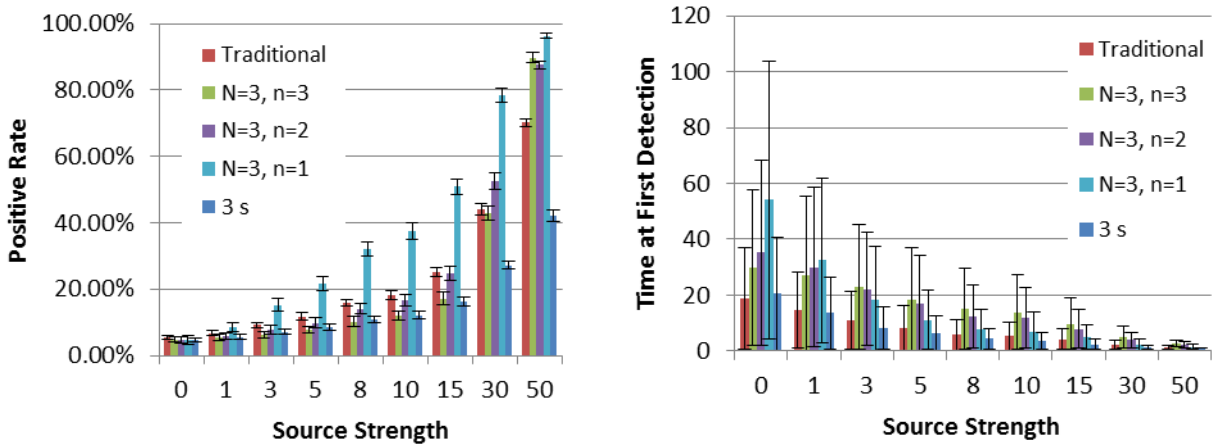 100.00%
80.00%
60.00%
40.00%
20.00%
0.00%
Positive Rate
Traditional
N=3, n=3
N=3, n=2
N=3, n=1
3 s
0 1 3 5 8 10 15 30 50
Source Strength
120
100
80
60
40
20
0
Time at First Detection
Traditional
N=3, n=3
N=3, n=2
N=3, n=1
3 s
0 1 3 5 8 10 15 30 50
Source Strength